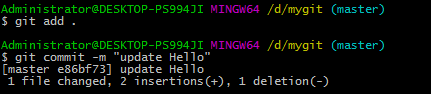 Administrator@DESKTOP-PS994JI MINGW64 /d/mygit (master)
$ git add .
Administrator@DESKTOP-PS994JI MINGW64 /d/mygit (master)
$ git commit -m "update Hello"
[master e86bf73] update Hello
 1 file changed, 2 insertions(+), 1 deletion(-)